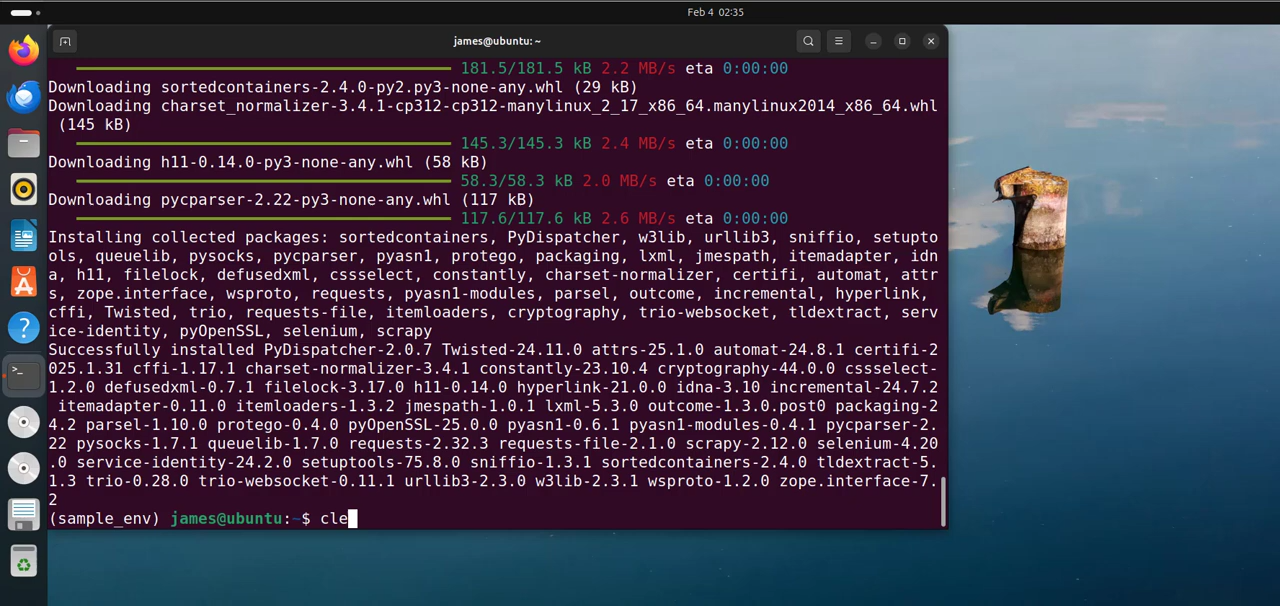 Feb 4 02:35
james@ubuntu: ~
181.5/181.5 kB 2.2 MB/s eta 0:00:00
Downloading sortedcontainers-2.4.0-py2.py3-none-any.whl (29 kB)
Downloading charset_normalizer-3.4.1-cp312-cp312-manylinux_2_17_x86_64.manylinux2014_x86_64.whl
(145 kB)
145.3/145.3 kB 2.4 MB/s eta 0:00:00
Downloading h11-0.14.0-py3-none-any.whl (58 kB)
58.3/58.3 kB 2.0 MB/s eta 0:00:00
Downloading pycparser-2.22-py3-none-any.whl (117 kB)
117.6/117.6 kB 2.6 MB/s eta 0:00:00
Installing collected packages: sortedcontainers, PyDispatcher, w3lib, urllib3, sniffio, setupto
ols, queuelib, pysocks, pycparser, pyasn1, protego, packaging, lxml, jmespath, itemadapter, idn
a, h11, filelock, defusedxml, cssselect, constantly, charset-normalizer, certifi, automat, attr
s, zope.interface, wsproto, requests, pyasn1-modules, parsel, outcome, incremental, hyperlink,
cffi, Twisted, trio, requests-file, itemloaders, cryptography, trio-websocket, tldextract, serv
ice-identity, pyOpenSSL, selenium, scrapy
Successfully installed PyDispatcher-2.0.7 Twisted-24.11.0 attrs-25.1.0 automat-24.8.1 certifi-2
025.1.31 cffi-1.17.1 charset-normalizer-3.4.1 constantly-23.10.4 cryptography-44.0.0 cssselect-
1.2.0 defusedxml-0.7.1 filelock-3.17.0 h11-0.14.0 hyperlink-21.0.0 idna-3.10 incremental-24.7.2
itemadapter-0.11.0 itemloaders-1.3.2 jmespath-1.0.1 lxml-5.3.0 outcome-1.3.0.post0 packaging-2
4.2 parsel-1.10.0 protego-0.4.0 pyOpenSSL-25.0.0 pyasn1-0.6.1 pyasn1-modules-0.4.1 pycparser-2.
22 pysocks-1.7.1 queuelib-1.7.0 requests-2.32.3 requests-file-2.1.0 scrapy-2.12.0 selenium-4.20
.0 service-identity-24.2.0 setuptools-75.8.0 sniffio-1.3.1 sortedcontainers-2.4.0 tldextract-5.
1.3 trio-0.28.0 trio-websocket-0.11.1 urllib3-2.3.0 w3lib-2.3.1 wsproto-1.2.0 zope.interface-7.
2
(sample_env) james@ubuntu:~$ cle